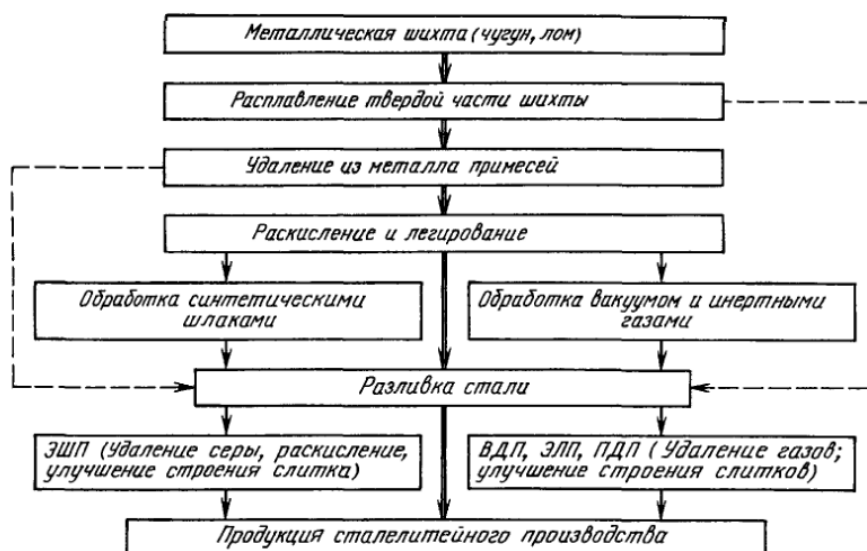 Металлическая шихта (чугун, лом)
Расплавление твердой части шихты
Удаление из металла примесей
Раскисление и легирование
Обработка синтетическими
шлаками
Обработка вакуумом и инертными
газами
Разливка стали
ЭШП (Удаление серы, раскисление,
улучшение строения слитка)
ВДП, ЭЛП, ПДП (Удаление газов;
улучшение строения слитков)
Продукция сталелитейного производства